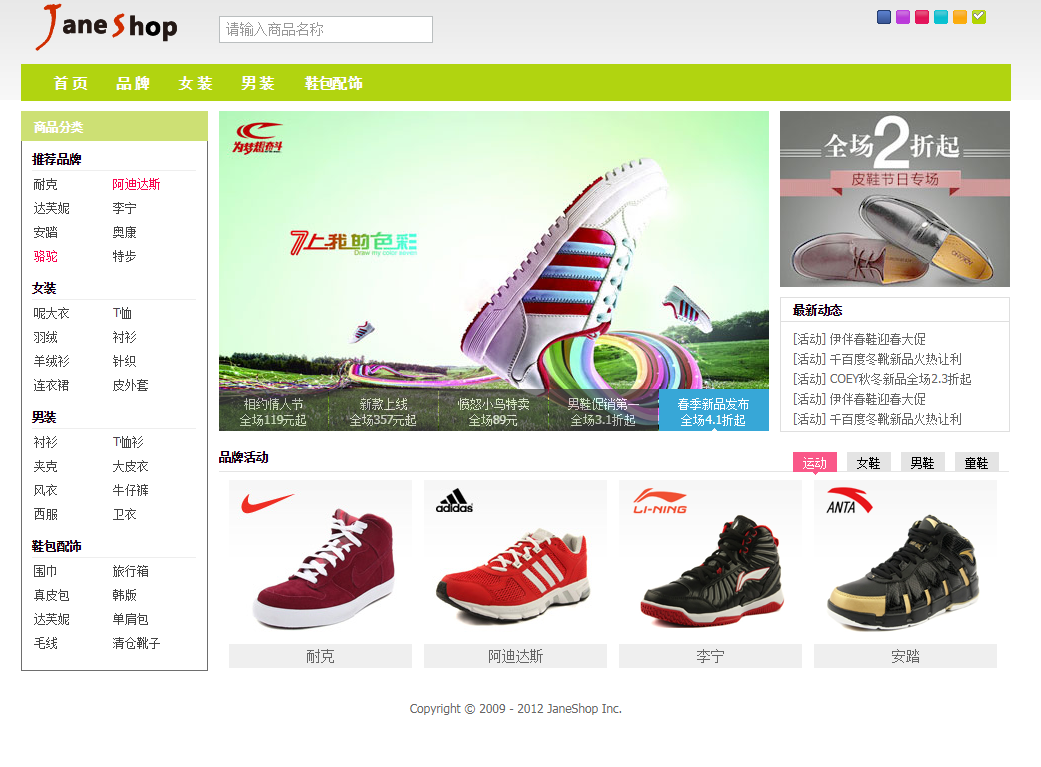 Jane Shop
请输入商品名称
首 页 品 牌 女 装 男 装 鞋包配饰
商品分类
推荐品牌
耐克 阿迪达斯
达芙妮 李宁
安踏 奥康
骆驼 特步
女装
呢大衣 T恤
羽绒 衬衫
羊绒衫 针织
连衣裙 皮外套
男装
衬衫 T恤衫
夹克 大皮衣
风衣 牛仔裤
西服 卫衣
鞋包配饰
围巾 旅行箱
真皮包 韩版
达芙妮 单肩包
毛线 清仓靴子
为梦想奋斗
7上我的色彩
Draw my color seven
相约情人节
全场119元起
新款上线
全场357元起
愤怒小鸟特卖
全场89元
男鞋促销第一
全场3.1折起
春季新品发布
全场4.1折起
全场2折起
皮鞋节日专场
最新动态
[活动] 伊伴春鞋迎春大促
[活动] 千百度冬靴新品火热让利
[活动] COEY秋冬新品全场2.3折起
[活动] 伊伴春鞋迎春大促
[活动] 千百度冬靴新品火热让利
品牌活动
运动 女鞋 男鞋 童鞋
adidas
LI-NING
ANTA
耐克 阿迪达斯 李宁 安踏
Copyright © 2009 - 2012 JaneShop Inc.